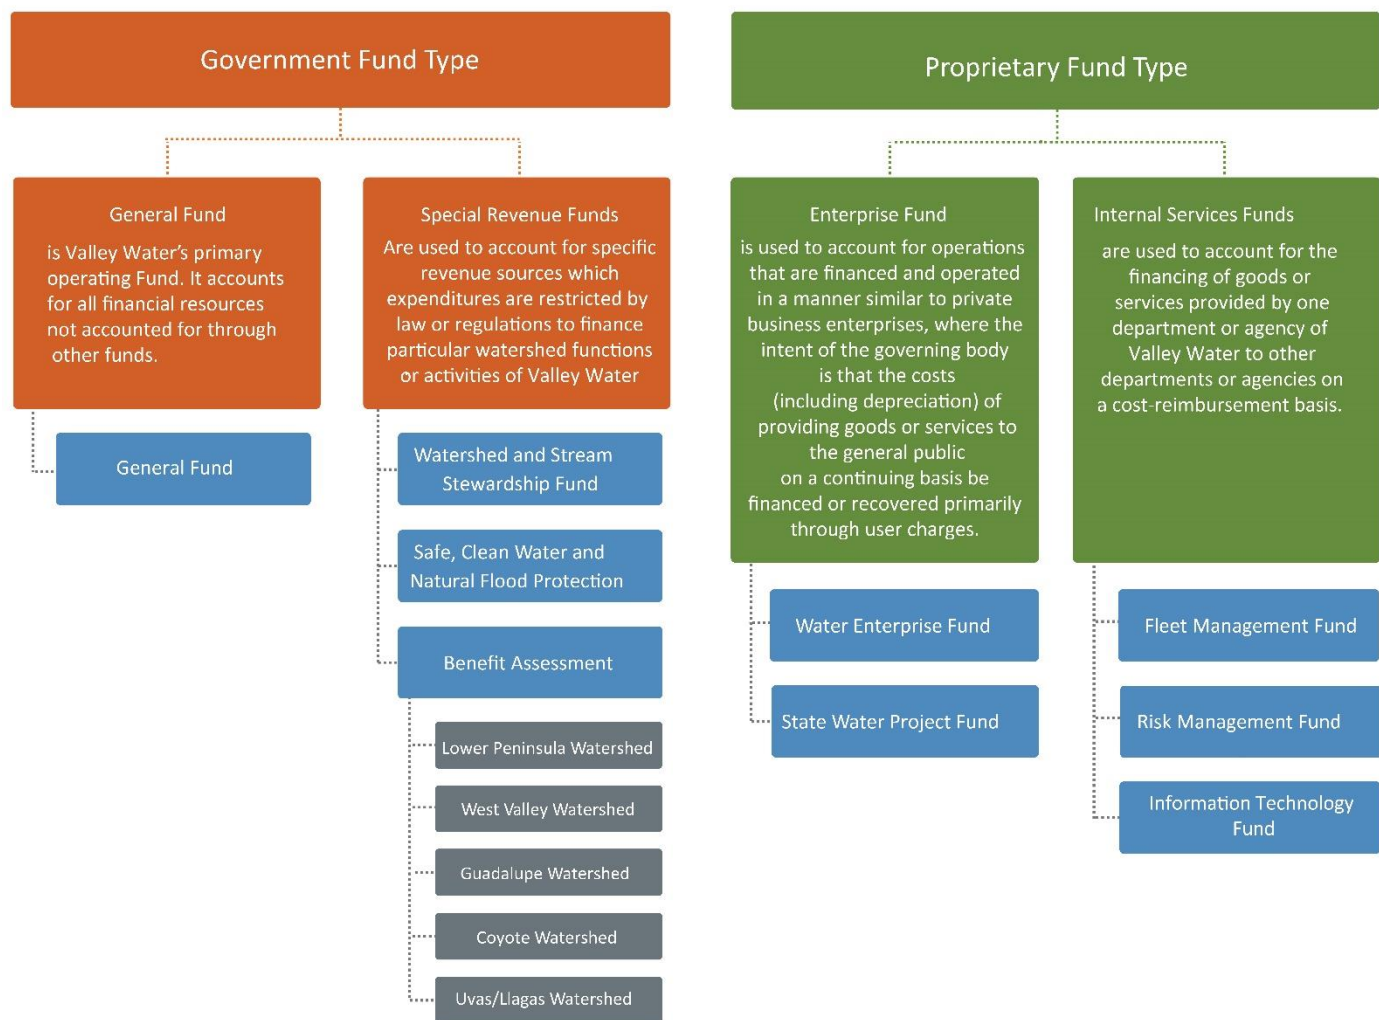 Government Fund Type
General Fund
is Valley Water’s primary
operating Fund. It accounts
for all financial resources
not accounted for through
other funds.
General Fund
Special Revenue Funds
Are used to account for specific
revenue sources which
expenditures are restricted by
law or regulations to finance
particular watershed functions
or activities of Valley Water
Watershed and Stream
Stewardship Fund
Safe, Clean Water and
Natural Flood Protection
Benefit Assessment
Lower Peninsula Watershed
West Valley Watershed
Guadalupe Watershed
Coyote Watershed
Uvas/Llagas Watershed
Proprietary Fund Type
Enterprise Fund
is used to account for operations
that are financed and operated
in a manner similar to private
business enterprises, where the
intent of the governing body
is that the costs
(including depreciation) of
providing goods or services to
the general public
on a continuing basis be
financed or recovered primarily
through user charges.
Water Enterprise Fund
State Water Project Fund
Internal Services Funds
are used to account for the
financing of goods or
services provided by one
department or agency of
Valley Water to other
departments or agencies on
a cost-reimbursement basis.
Fleet Management Fund
Risk Management Fund
Information Technology
Fund